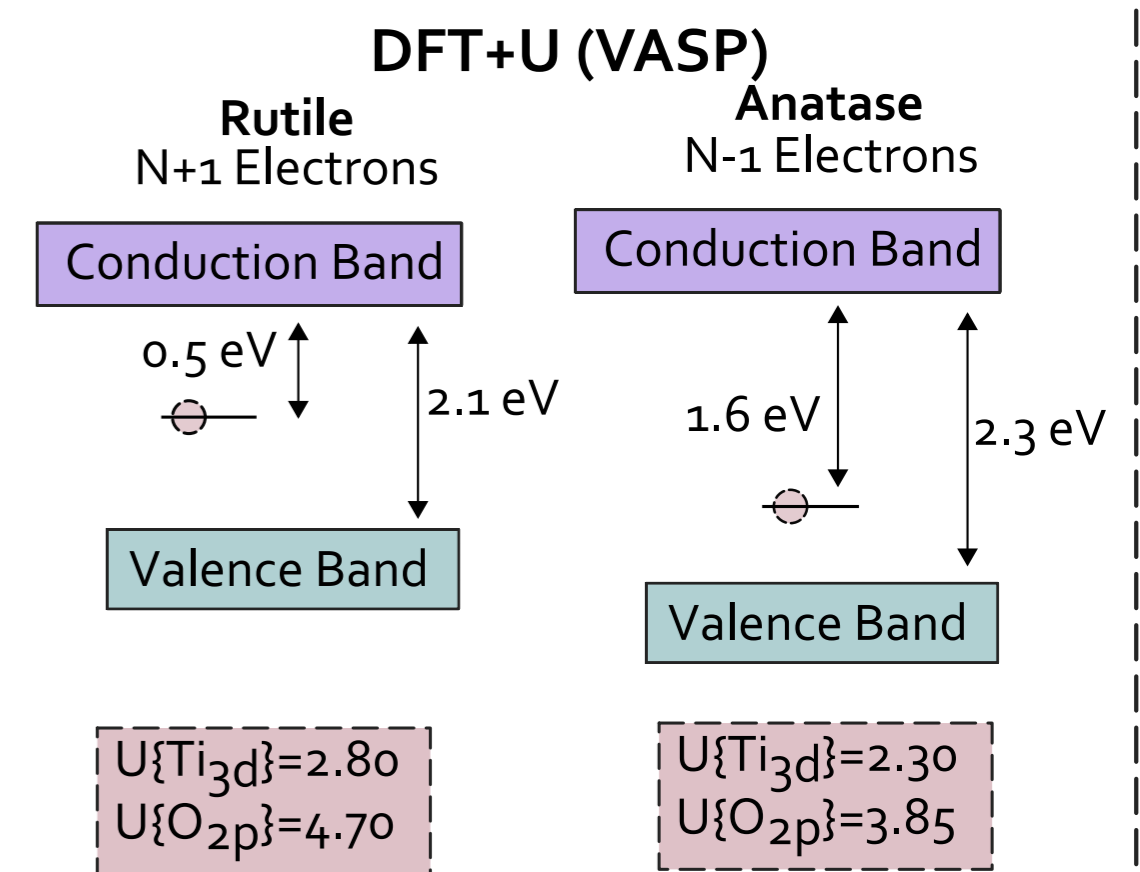 DFT+U (VASP)
Rutile
N+1 Electrons
Conduction Band
0.5 eV
2.1 eV
Valence Band
U{Ti3d}=2.80
U{O2p}=4.70
Anatase
N-1 Electrons
Conduction Band
1.6 eV
2.3 eV
Valence Band
U{Ti3d}=2.30
U{O2p}=3.85